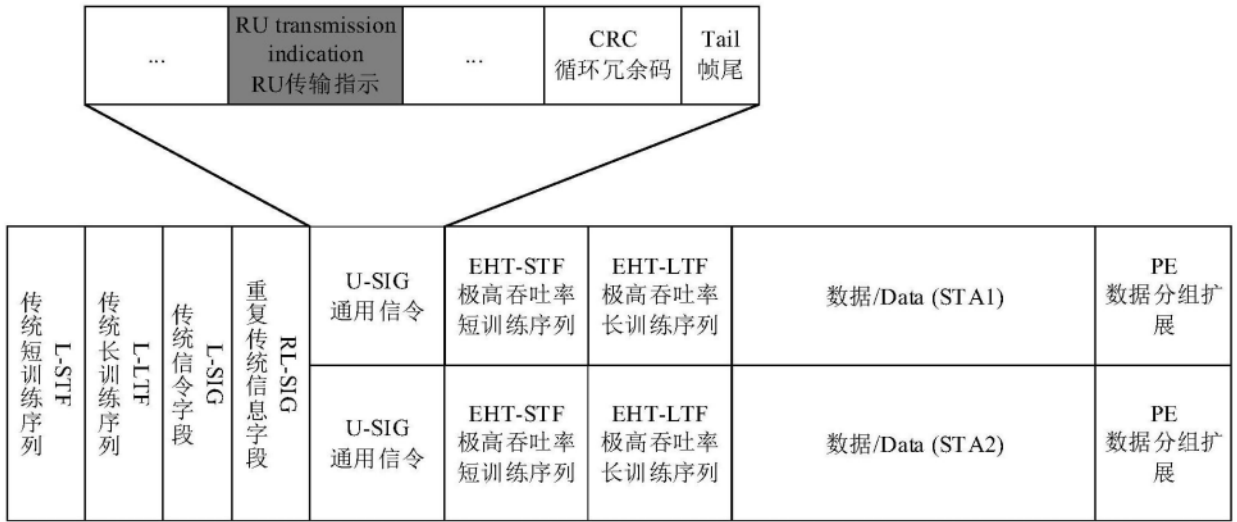 ...
RU transmission
indication
RU传输指示
...
CRC
循环冗余码
Tail
帧尾
传统短训练序列
L-STF
传统长训练序列
L-LTF
传统信令字段
L-SIG
重复传统信息字段
RL-SIG
U-SIG
通用信令
EHT-STF
极高吞吐率
短训练序列
EHT-LTF
极高吞吐率
长训练序列
数据/Data (STA1)
PE
数据分组扩
展
U-SIG
通用信令
EHT-STF
极高吞吐率
短训练序列
EHT-LTF
极高吞吐率
长训练序列
数据/Data (STA2)
PE
数据分组扩
展